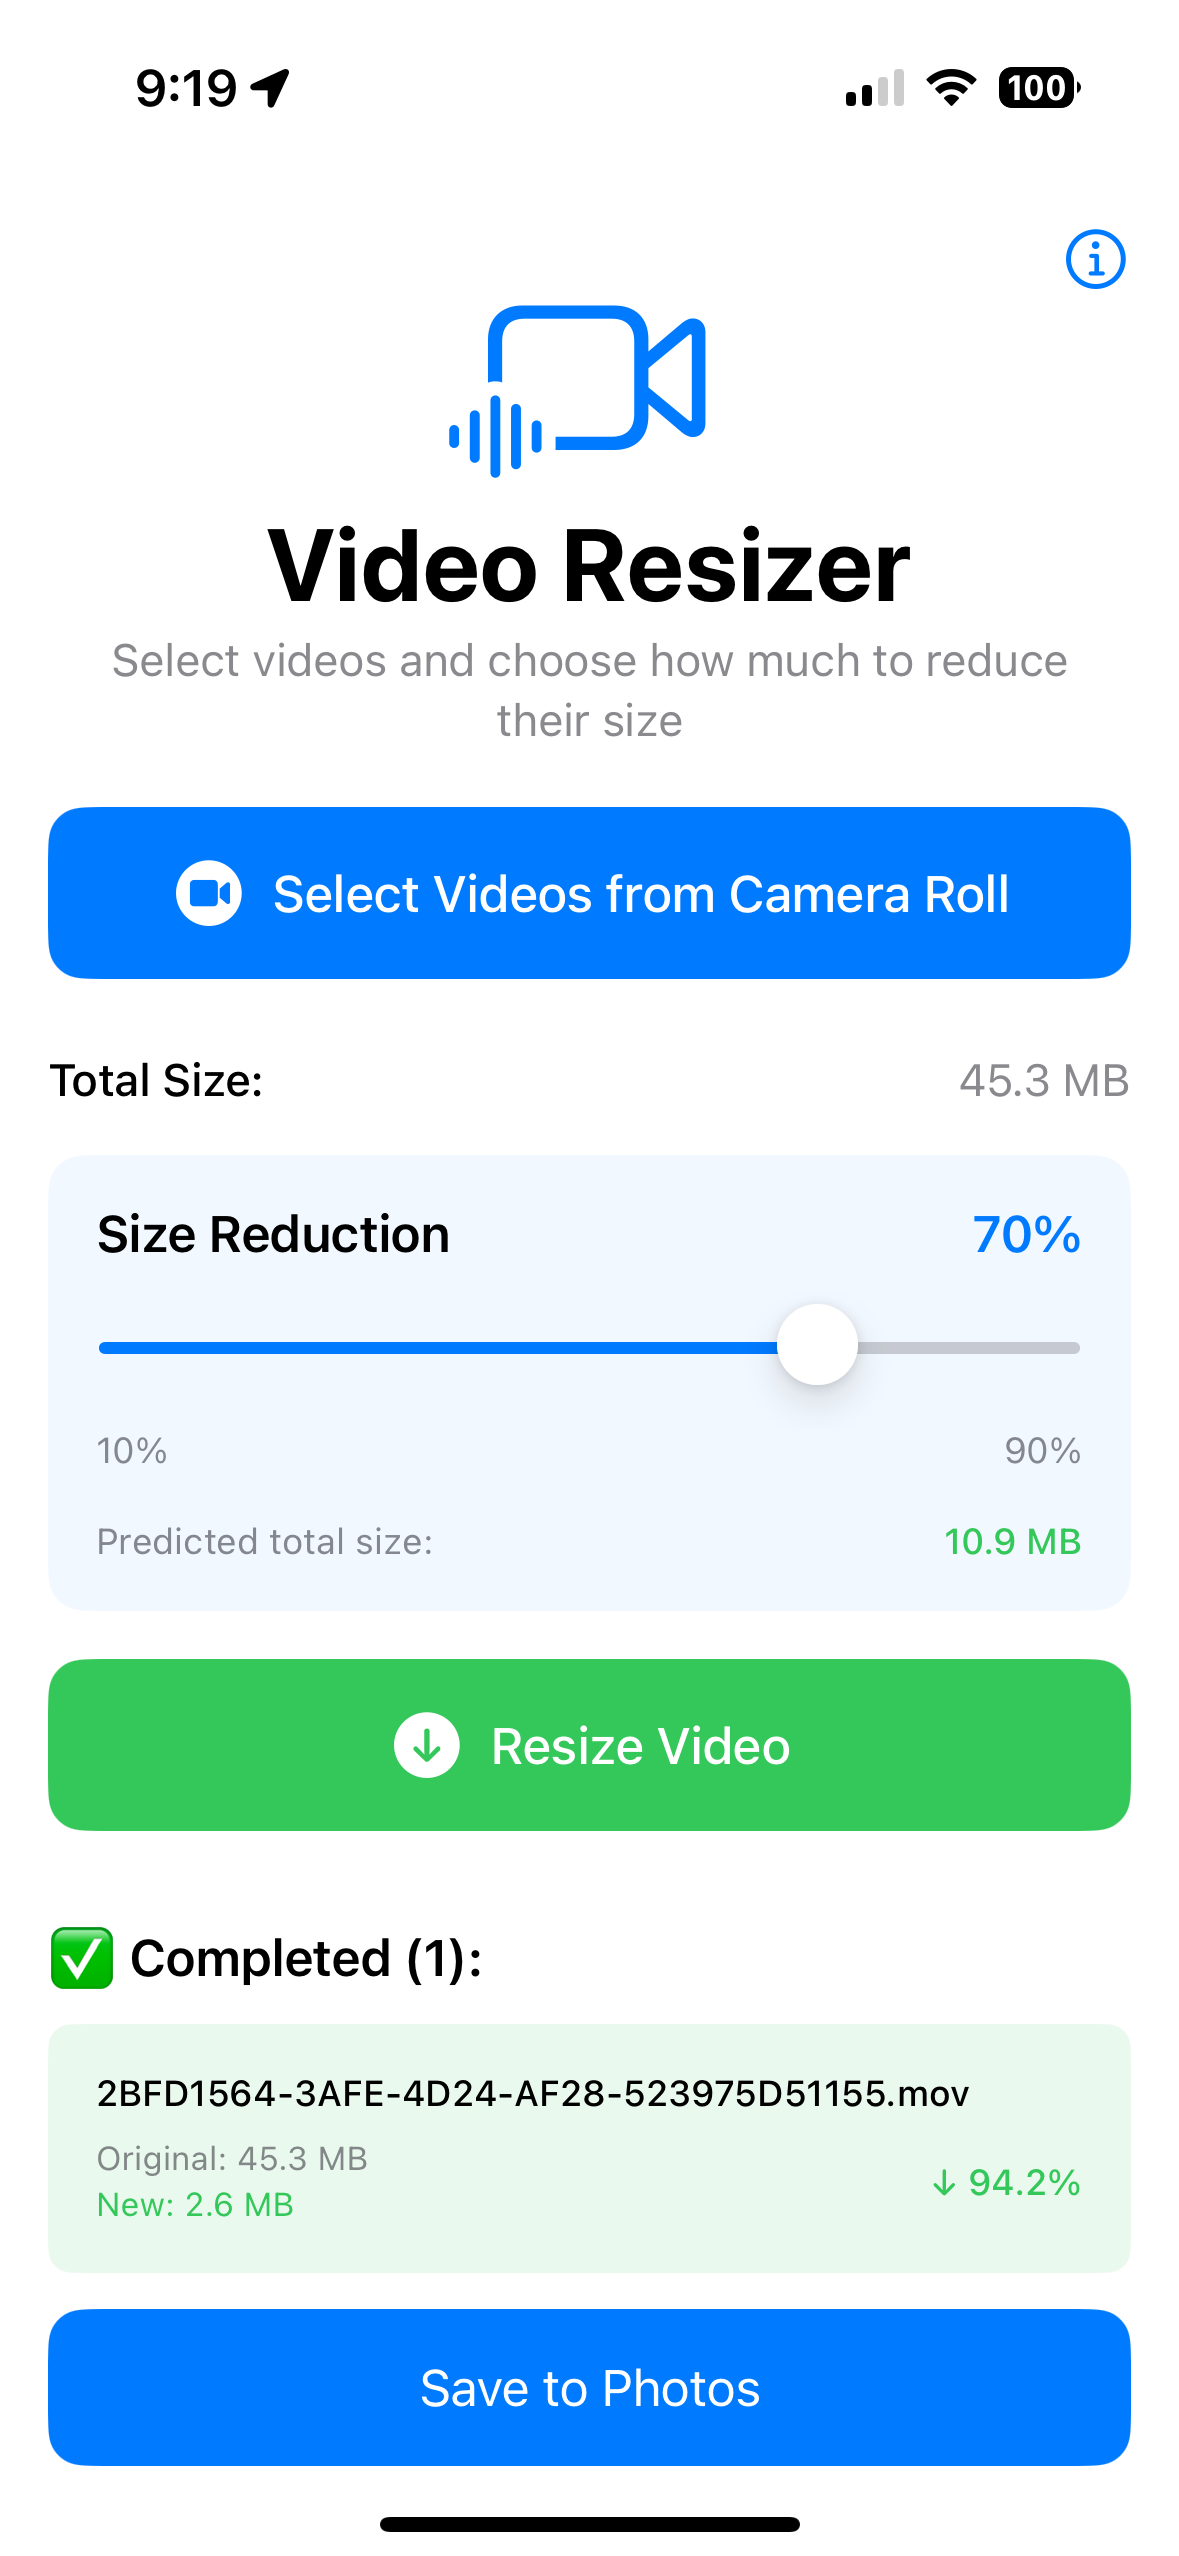 9:19
100
Video Resizer
Select videos and choose how much to reduce
their size
Select Videos from Camera Roll
Total Size: 45.3 MB
Size Reduction 70%
10% 90%
Predicted total size: 10.9 MB
Resize Video
✅ Completed (1):
2BFD1564-3AFE-4D24-AF28-523975D51155.mov
Original: 45.3 MB
↓ 94.2%
New: 2.6 MB
Save to Photos